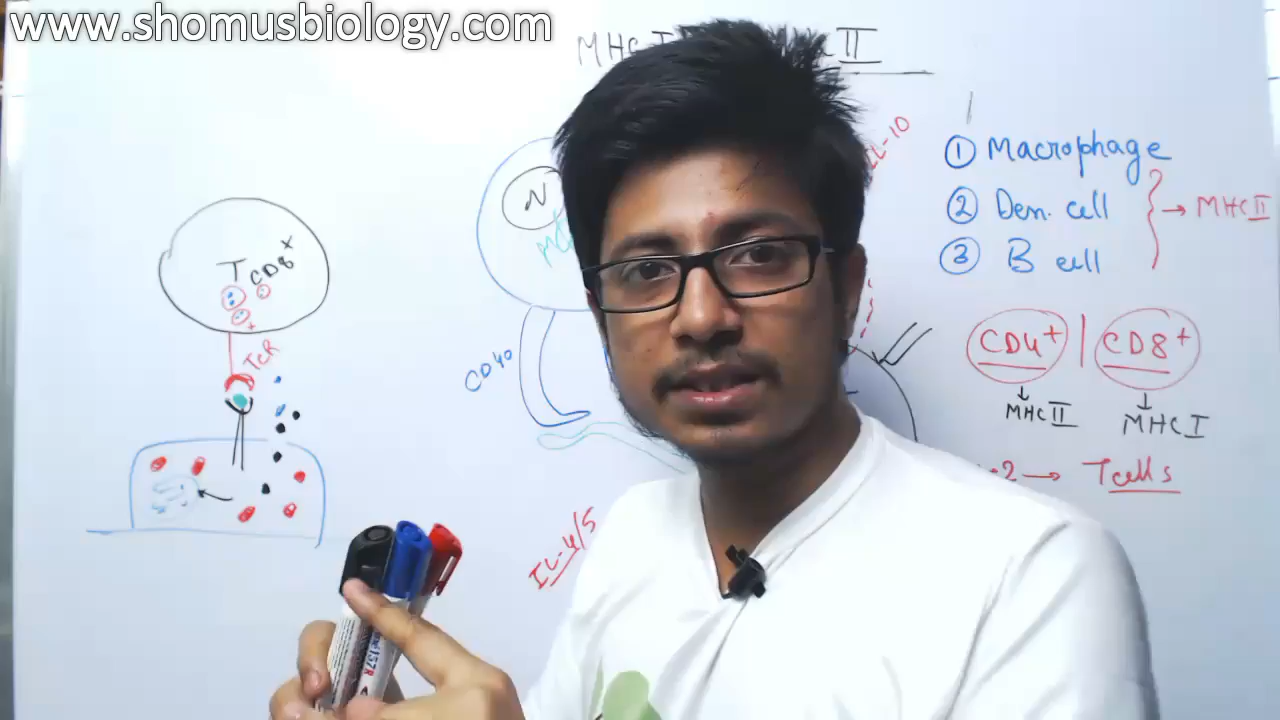 www.shomusbiology.com
MHC I II
IL-10
① Macrophage
② Den. cell → MHC II
③ B cell
T CD8+
N
TCR
CD40
CD4+ | CD8+
MHC II MHC I
→ T cells
IL-4/5